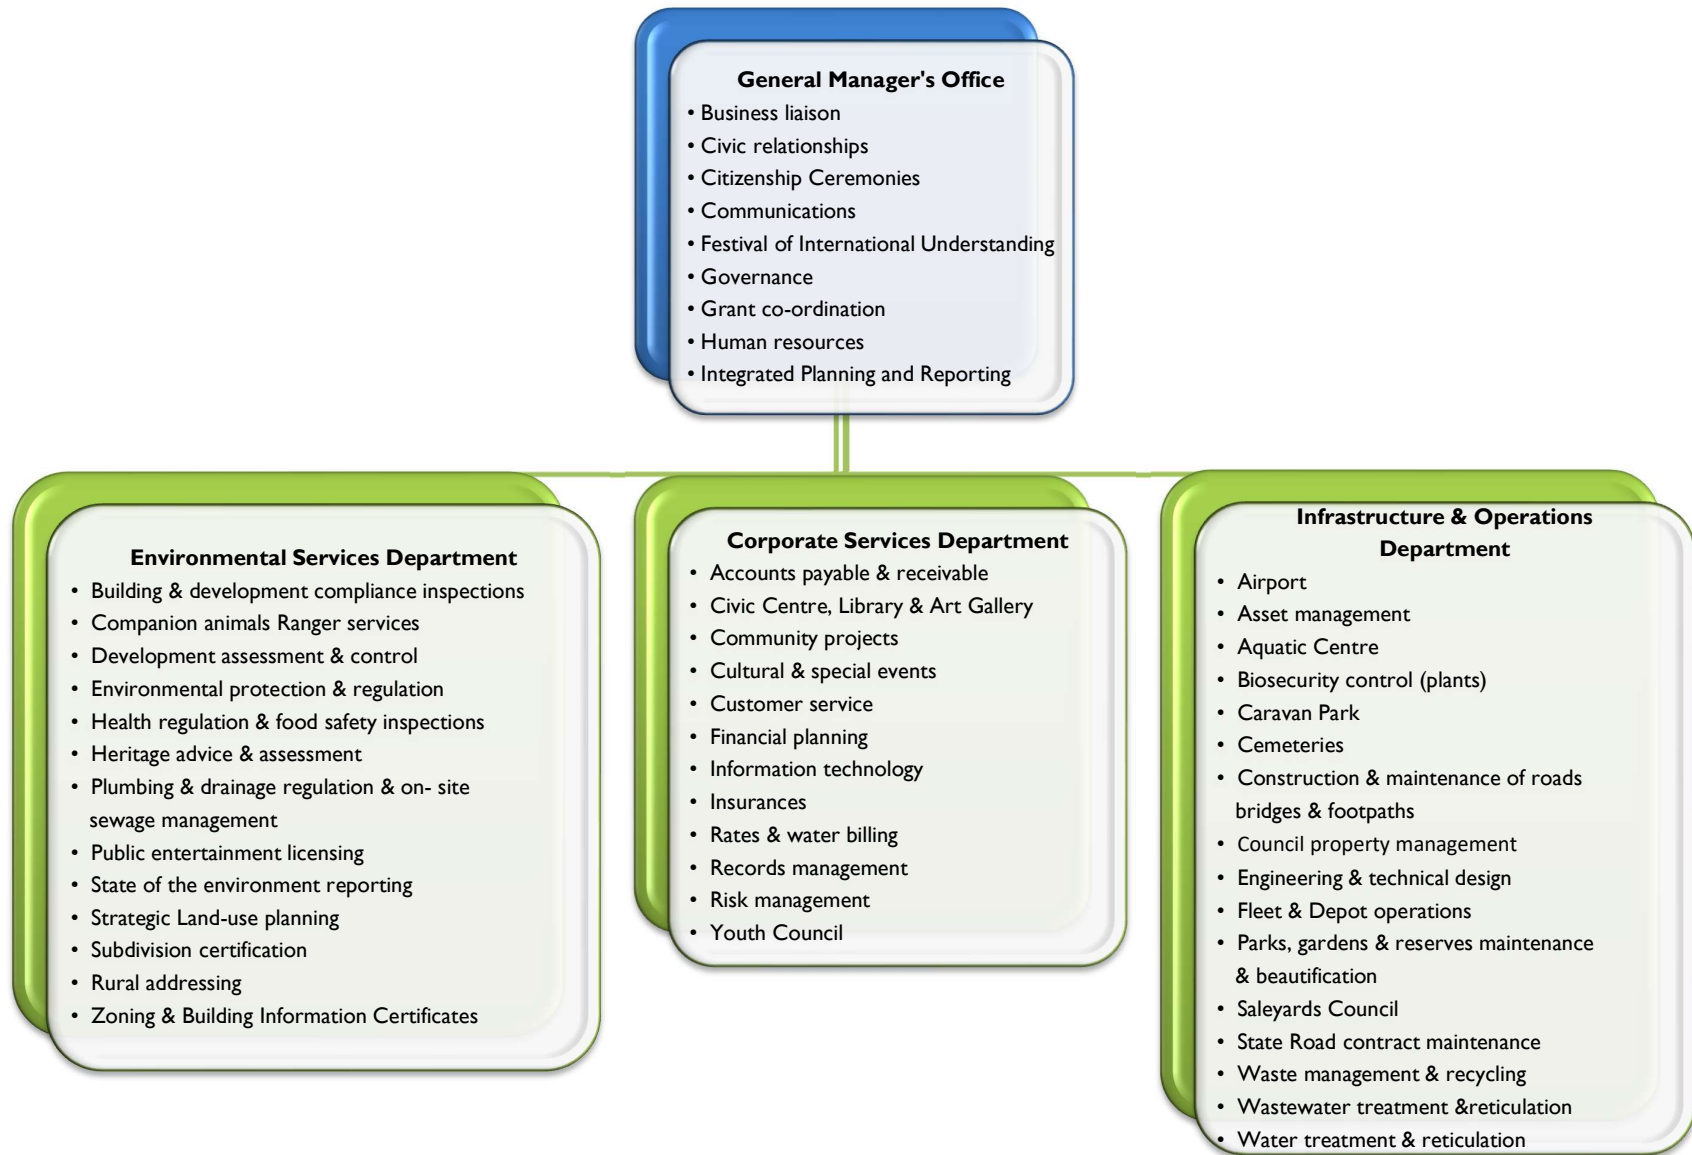 General Manager's Office
• Business liaison
• Civic relationships
• Citizenship Ceremonies
• Communications
• Festival of International Understanding
• Governance
• Grant co-ordination
• Human resources
• Integrated Planning and Reporting
Environmental Services Department
• Building & development compliance inspections
• Companion animals Ranger services
• Development assessment & control
• Environmental protection & regulation
• Health regulation & food safety inspections
• Heritage advice & assessment
• Plumbing & drainage regulation & on- site
sewage management
• Public entertainment licensing
• State of the environment reporting
• Strategic Land-use planning
• Subdivision certification
• Rural addressing
• Zoning & Building Information Certificates
Corporate Services Department
• Accounts payable & receivable
• Civic Centre, Library & Art Gallery
• Community projects
• Cultural & special events
• Customer service
• Financial planning
• Information technology
• Insurances
• Rates & water billing
• Records management
• Risk management
• Youth Council
Infrastructure & Operations
Department
• Airport
• Asset management
• Aquatic Centre
• Biosecurity control (plants)
• Caravan Park
• Cemeteries
• Construction & maintenance of roads
bridges & footpaths
• Council property management
• Engineering & technical design
• Fleet & Depot operations
• Parks, gardens & reserves maintenance
& beautification
• Saleyards Council
• State Road contract maintenance
• Waste management & recycling
• Wastewater treatment &reticulation
• Water treatment & reticulation